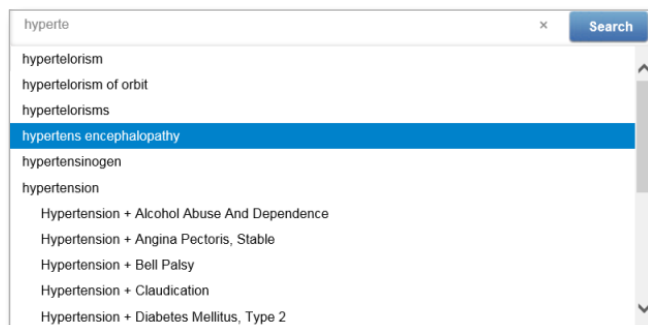 hyperte × Search
hypertelorism
hypertelorism of orbit
hypertelorisms
hypertens encephalopathy
hypertensinogen
hypertension
Hypertension + Alcohol Abuse And Dependence
Hypertension + Angina Pectoris, Stable
Hypertension + Bell Palsy
Hypertension + Claudication
Hypertension + Diabetes Mellitus, Type 2